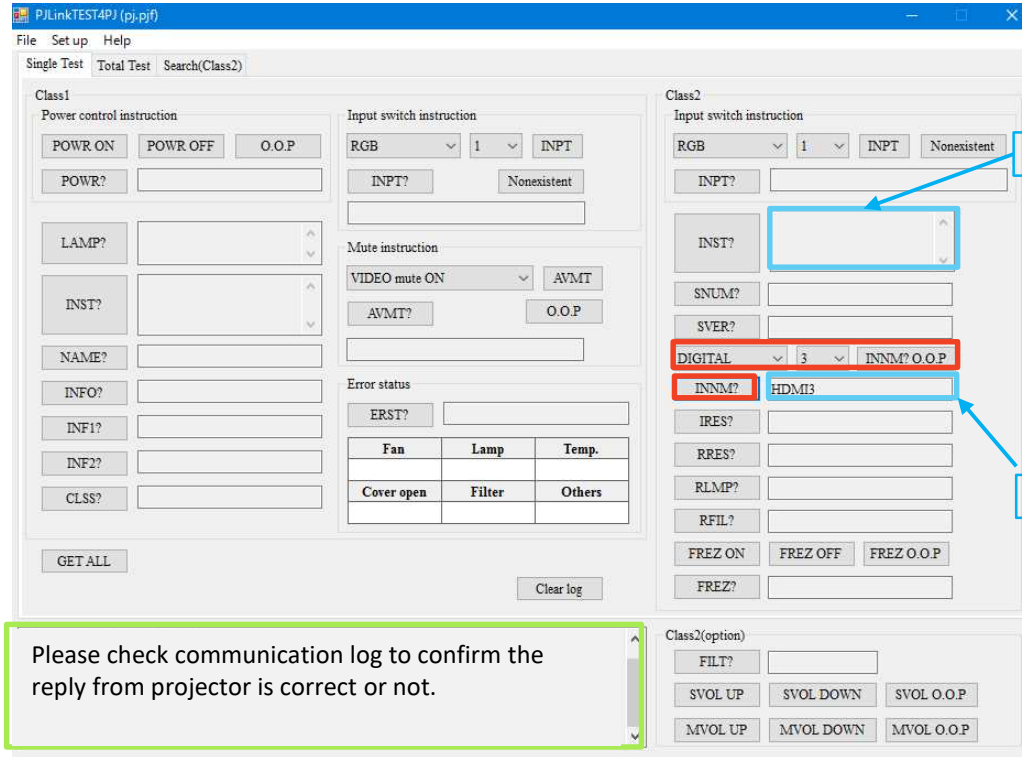 PJLinkTEST4PJ (pj.pjf)
File Set up Help
Single Test Total Test Search(Class2)
Class1
Power control instruction
POWR ON POWR OFF O.O.P
POWR?
LAMP?
INST?
NAME?
INFO?
INF1?
INF2?
CLSS?
GET ALL
Input switch instruction
RGB 1 INPT
INPT? Nonexistent
Mute instruction
VIDEO mute ON AVMT
AVMT? O.O.P
Error status
ERST?
Fan Lamp Temp.
Cover open Filter Others
Clear log
Class2
Input switch instruction
RGB 1 INPT Nonexistent
INPT?
INST?
SNUM?
SVER?
DIGITAL 3 INNM? O.O.P
INNM? HDMI3
IRES?
RRES?
RLMP?
RFIL?
FREZ ON FREZ OFF FREZ O.O.P
FREZ?
Please check communication log to confirm the
reply from projector is correct or not.
Class2(option)
FILT?
SVOL UP SVOL DOWN SVOL O.O.P
MVOL UP MVOL DOWN MVOL O.O.P